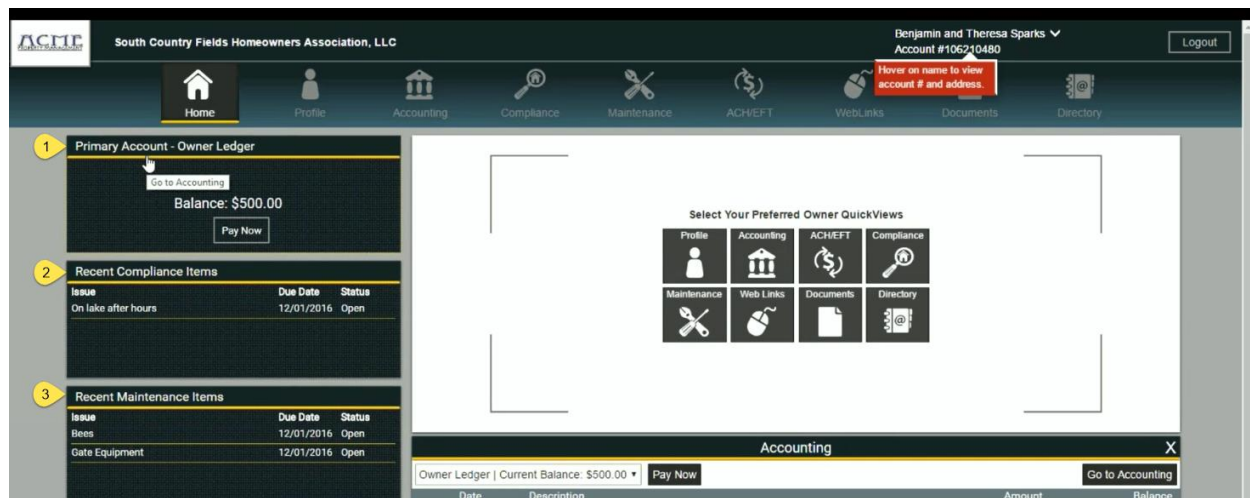 ACME
PROPERTY MANAGEMENT
South Country Fields Homeowners Association, LLC
Benjamin and Theresa Sparks
Account #106210480
Logout
Hover on name to view
account # and address.
Home
Profile
Accounting
Compliance
Maintenance
ACH/EFT
WebLinks
Documents
Directory
1
Primary Account - Owner Ledger
Go to Accounting
Balance: $500.00
Pay Now
2
Recent Compliance Items
Issue Due Date Status
On lake after hours 12/01/2016 Open
3
Recent Maintenance Items
Issue Due Date Status
Bees 12/01/2016 Open
Gate Equipment 12/01/2016 Open
Select Your Preferred Owner QuickViews
Profile Accounting ACH/EFT Compliance
Maintenance Web Links Documents Directory
Accounting X
Owner Ledger | Current Balance: $500.00 Pay Now Go to Accounting
Date Description Amount Balance